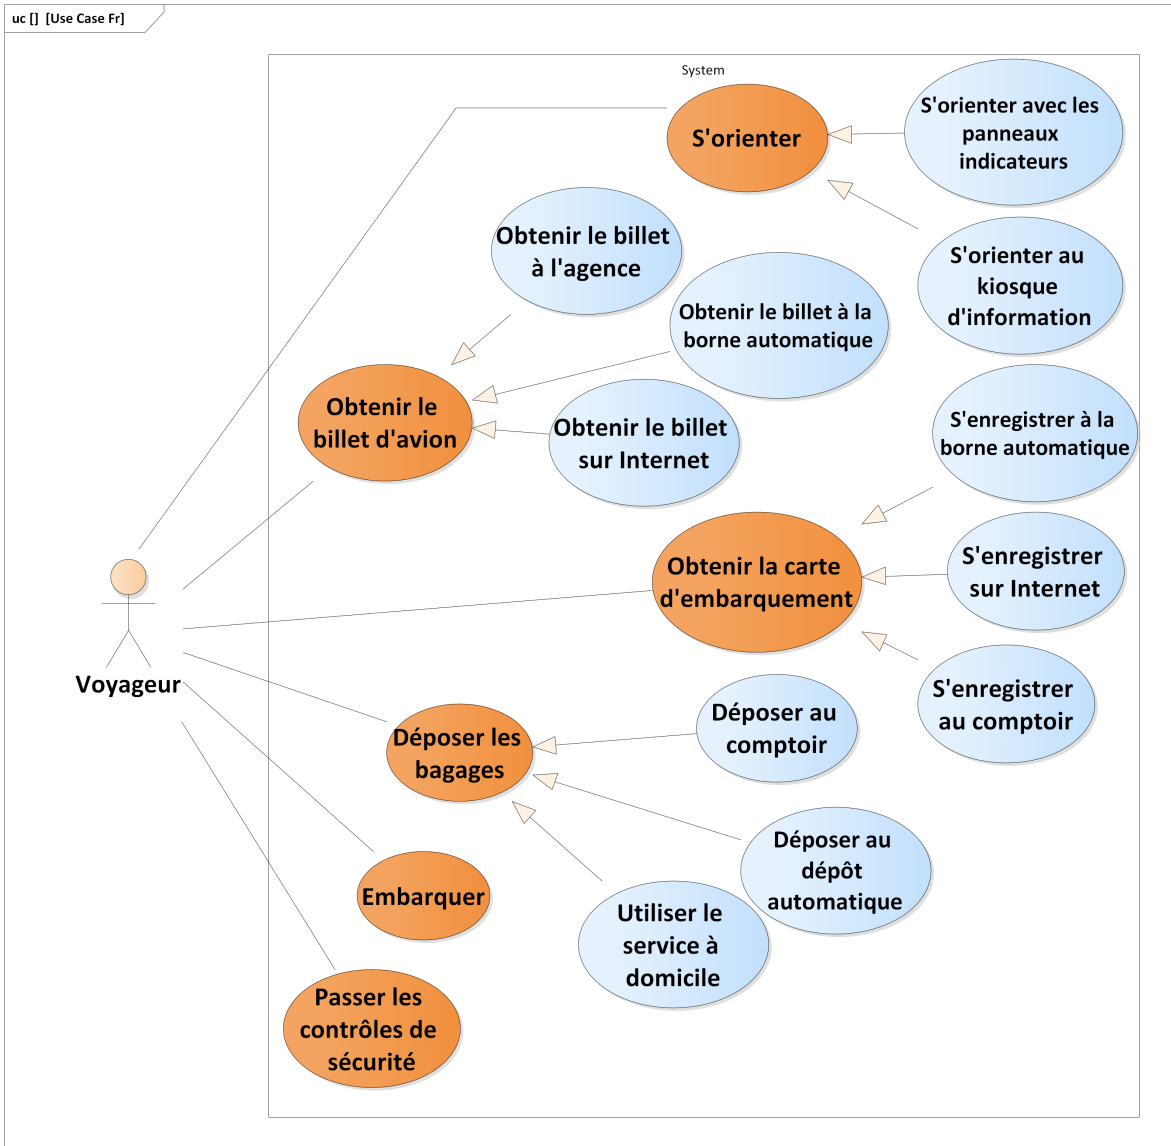 uc [] [Use Case Fr]
System
S'orienter
S'orienter avec les
panneaux
indicateurs
S'orienter au
kiosque
d'information
Obtenir le billet
à l'agence
Obtenir le billet à la
borne automatique
Obtenir le
billet d'avion
Obtenir le billet
sur Internet
S'enregistrer à la
borne automatique
Obtenir la carte
d'embarquement
S'enregistrer
sur Internet
S'enregistrer
au comptoir
Voyageur
Déposer les
bagages
Déposer au
comptoir
Déposer au
dépôt
automatique
Embarquer
Utiliser le
service à
domicile
Passer les
contrôles de
sécurité